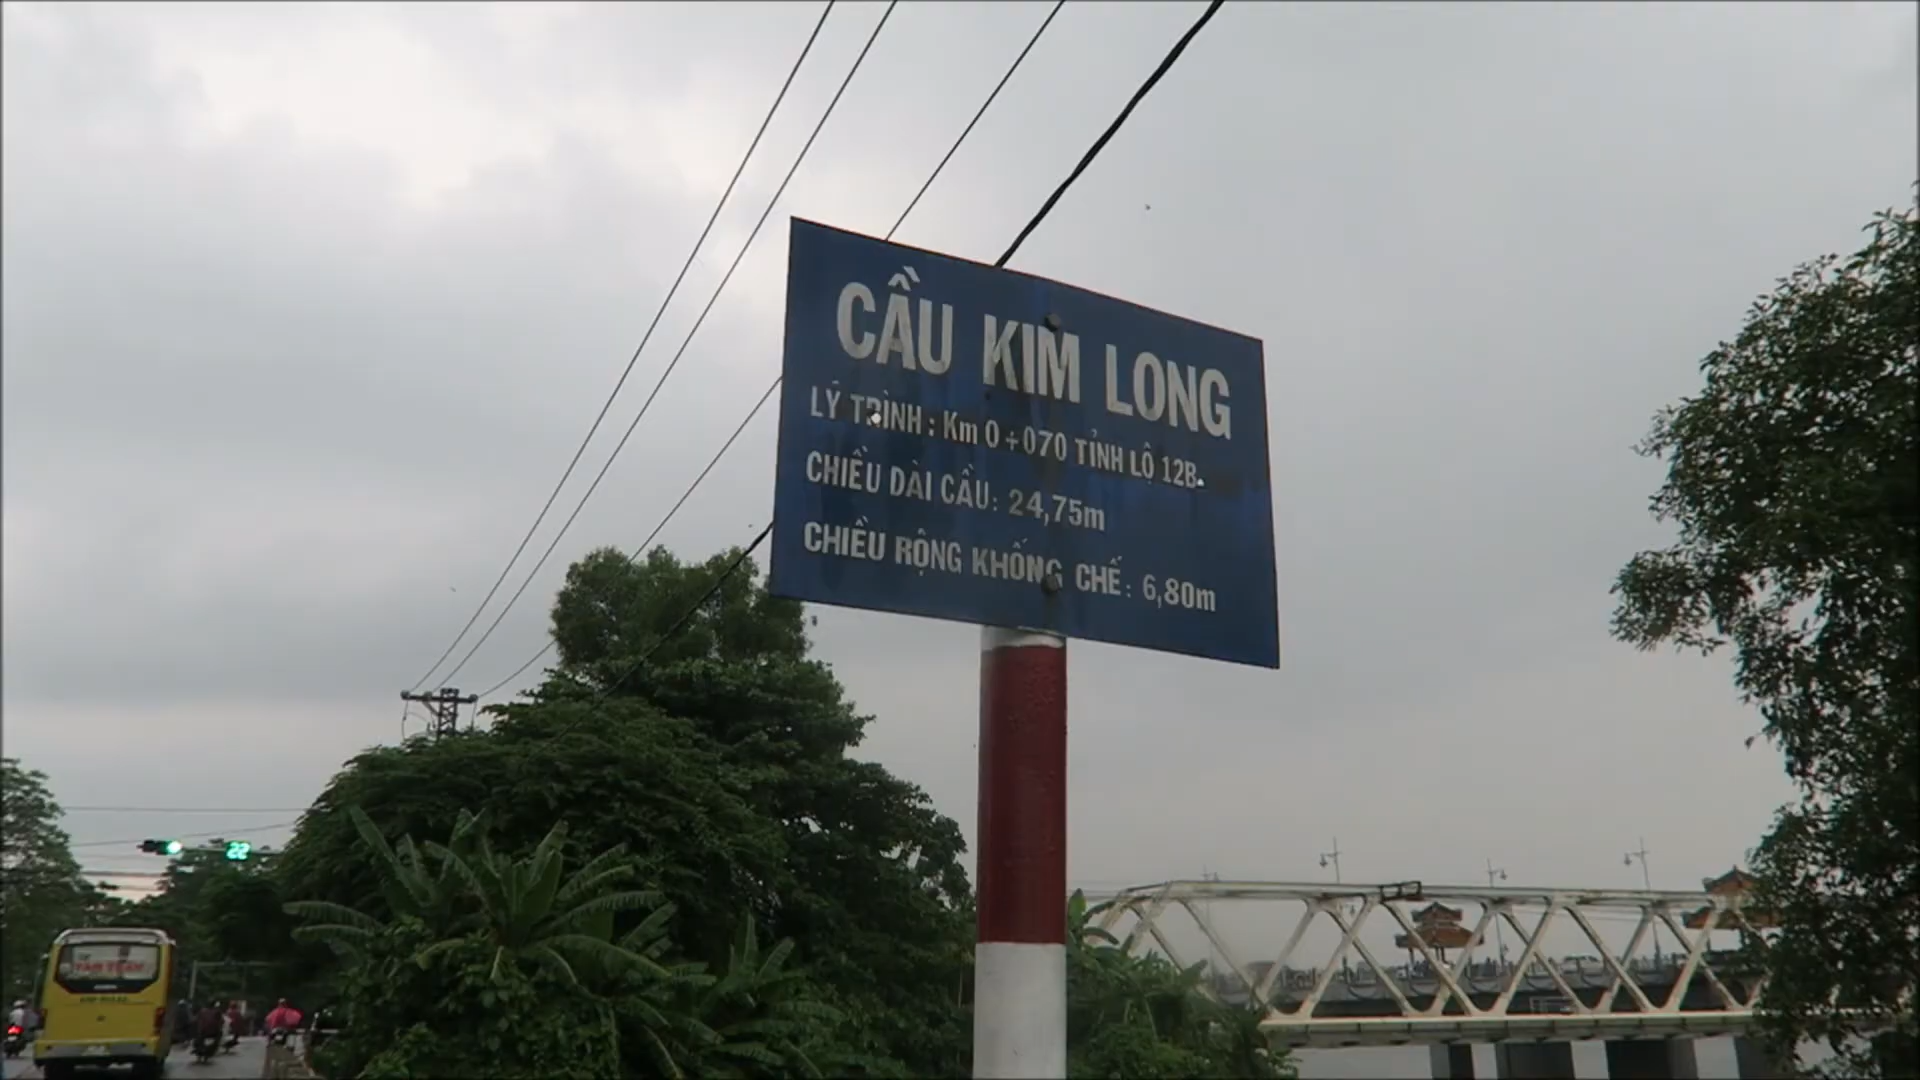 CẦU KIM LONG
LÝ TRÌNH : Km 0+070 TỈNH LỘ 12B
CHIỀU DÀI CẦU: 24,75m
CHIỀU RỘNG KHỐNG CHẾ: 6,80m
22